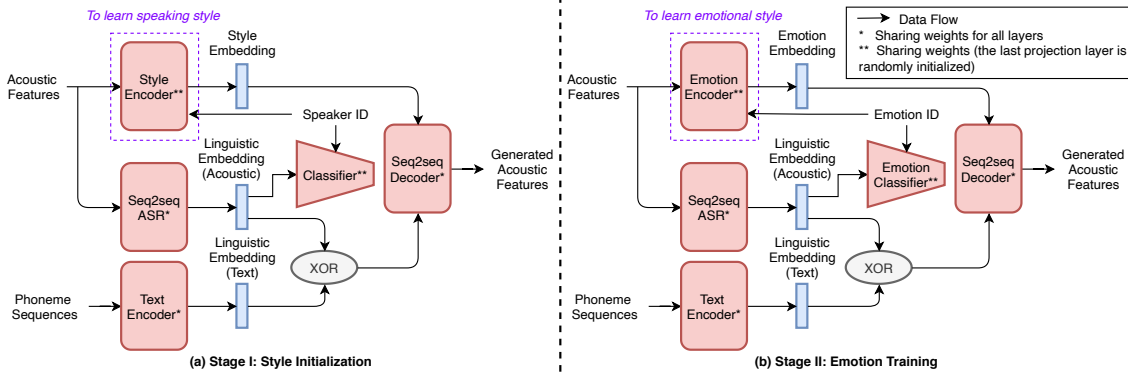 To learn speaking style
Style
Embedding
Acoustic
Features
Style
Encoder**
Speaker ID
Linguistic
Embedding
(Acoustic)
Classifier**
Seq2seq
Decoder*
Generated
Acoustic
Features
Seq2seq
ASR*
Linguistic
Embedding
(Text)
XOR
Phoneme
Sequences
Text
Encoder*
(a) Stage I: Style Initialization
To learn emotional style
Emotion
Embedding
Data Flow
* Sharing weights for all layers
** Sharing weights (the last projection layer is
randomly initialized)
Acoustic
Features
Emotion
Encoder**
Emotion ID
Linguistic
Embedding
(Acoustic)
Emotion
Classifier**
Seq2seq
Decoder*
Generated
Acoustic
Features
Seq2seq
ASR*
Linguistic
Embedding
(Text)
XOR
Phoneme
Sequences
Text
Encoder*
(b) Stage II: Emotion Training